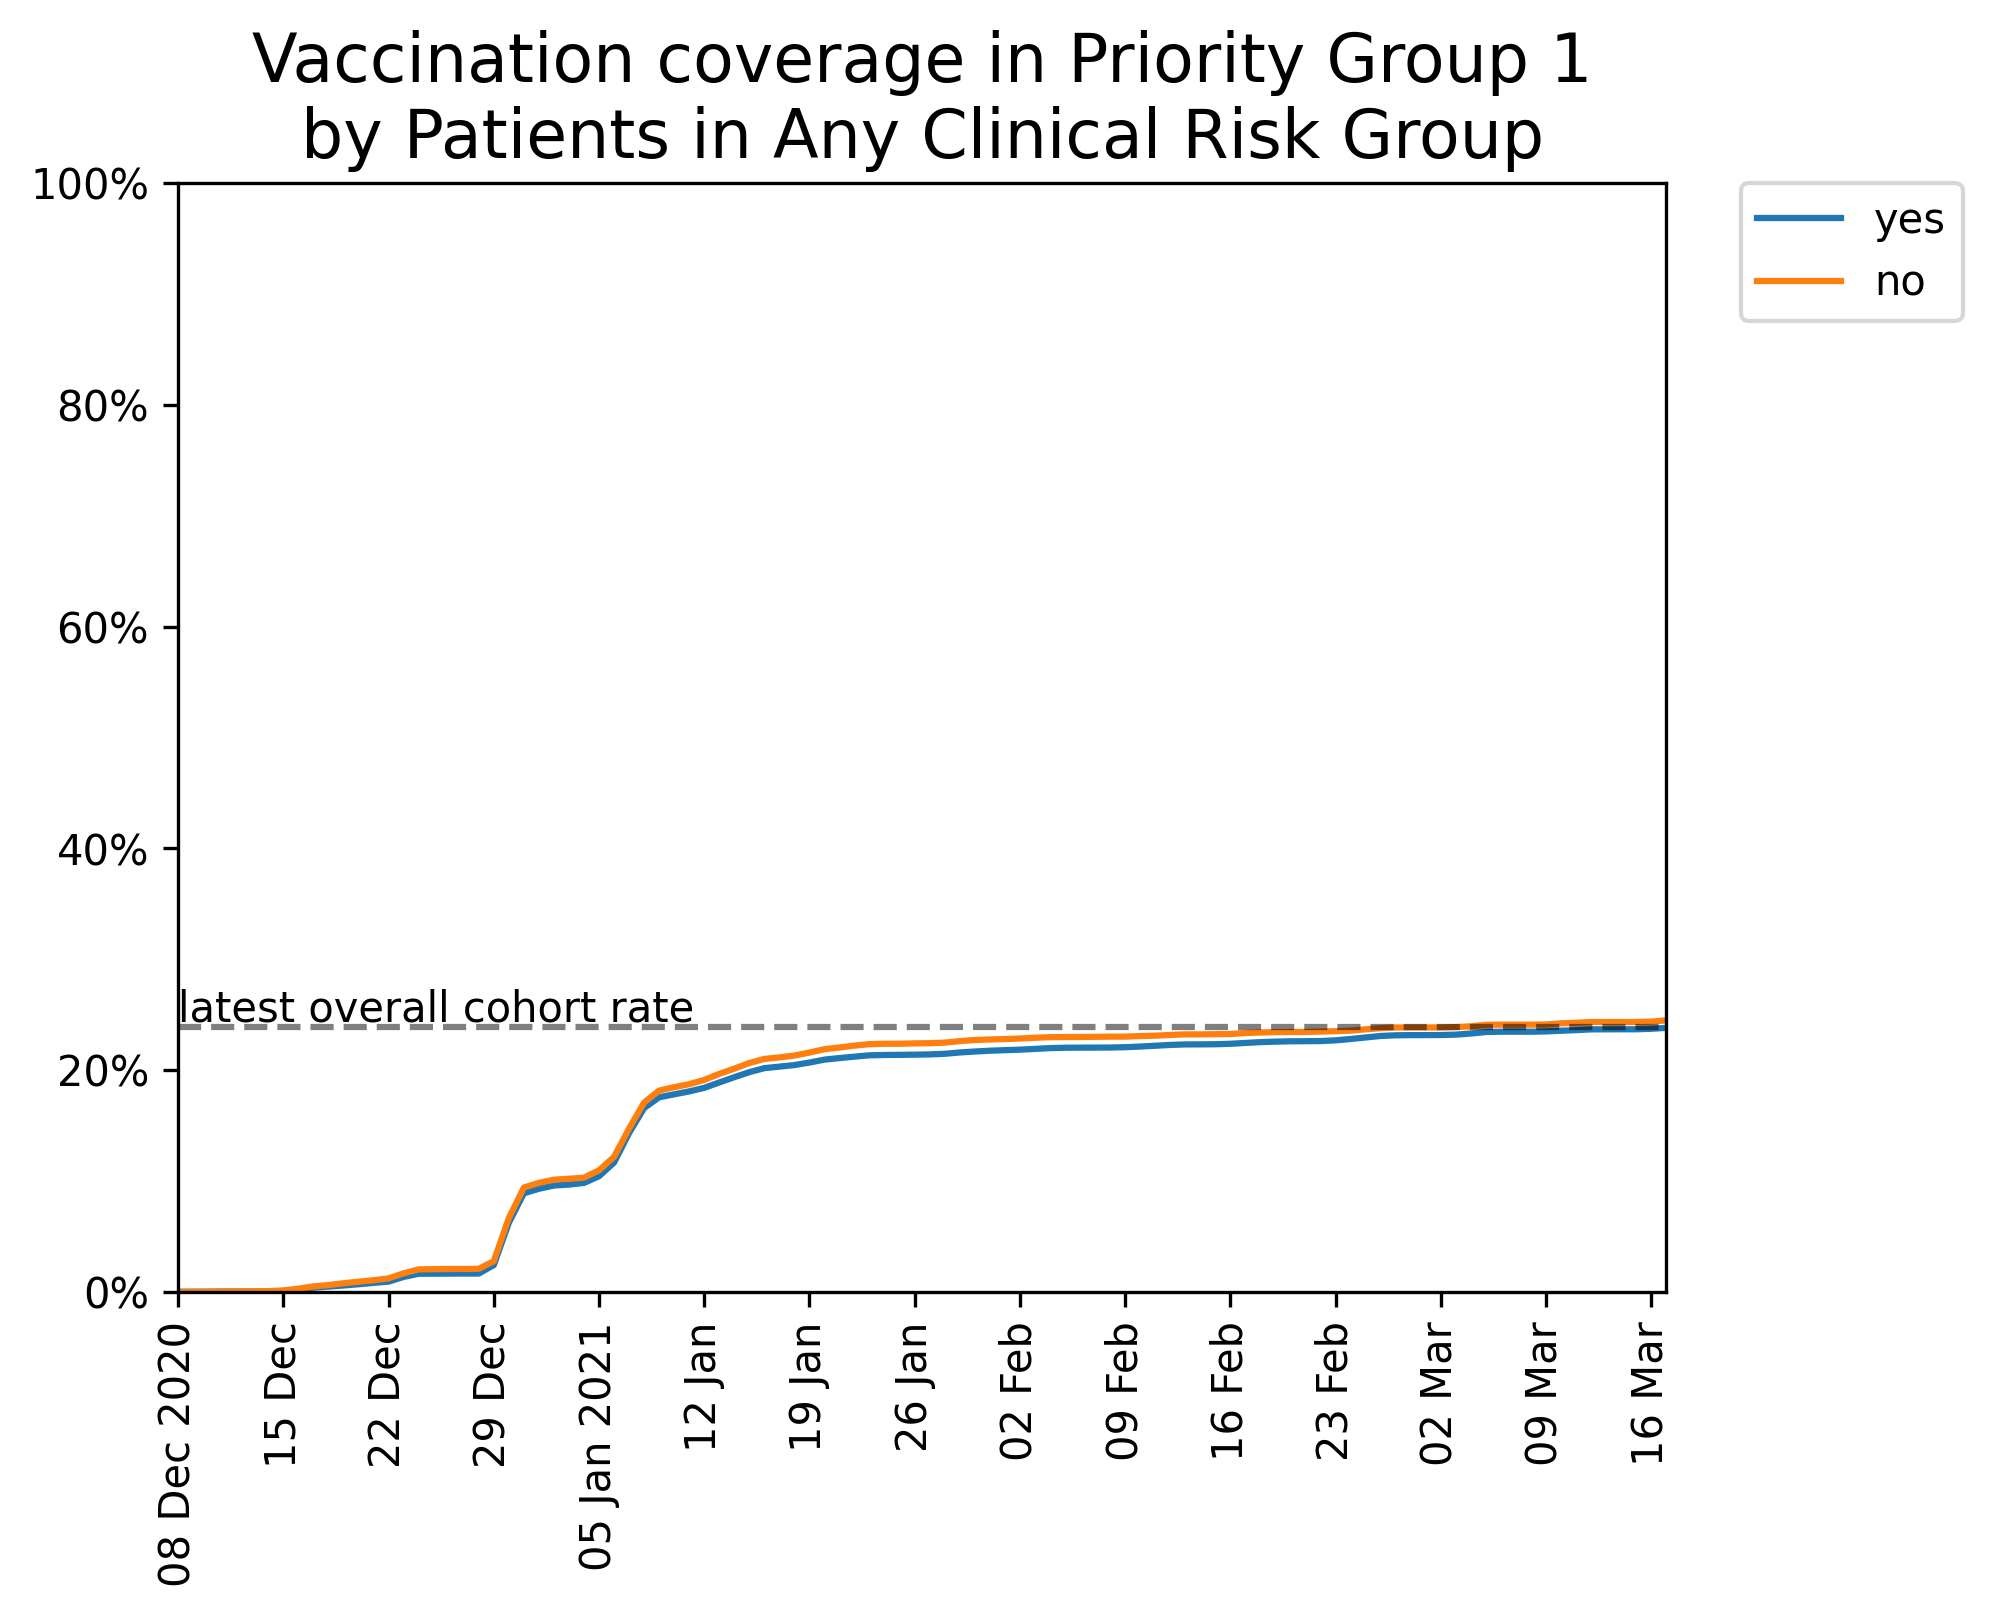 Vaccination coverage in Priority Group 1
by Patients in Any Clinical Risk Group
100%
80%
60%
40%
20%
0%
latest overall cohort rate
yes
no
08 Dec 2020
15 Dec
22 Dec
29 Dec
05 Jan 2021
12 Jan
19 Jan
26 Jan
02 Feb
09 Feb
16 Feb
23 Feb
02 Mar
09 Mar
16 Mar